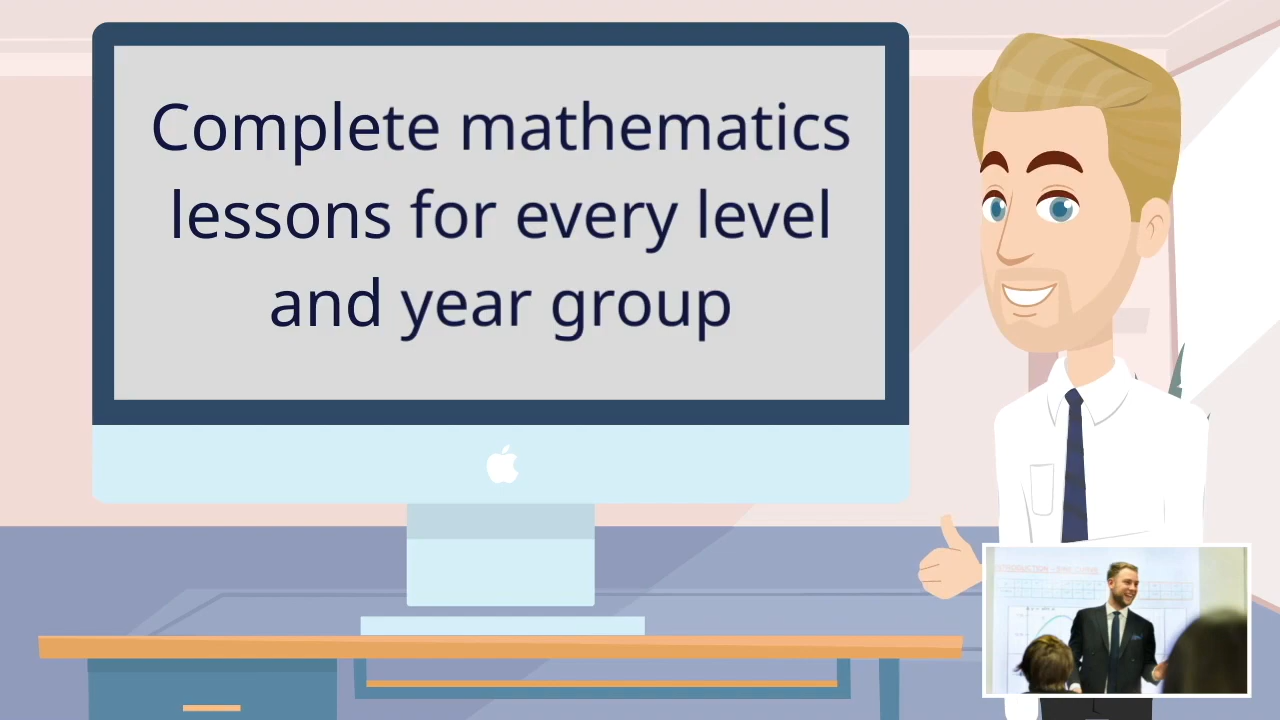 Complete mathematics
lessons for every level
and year group